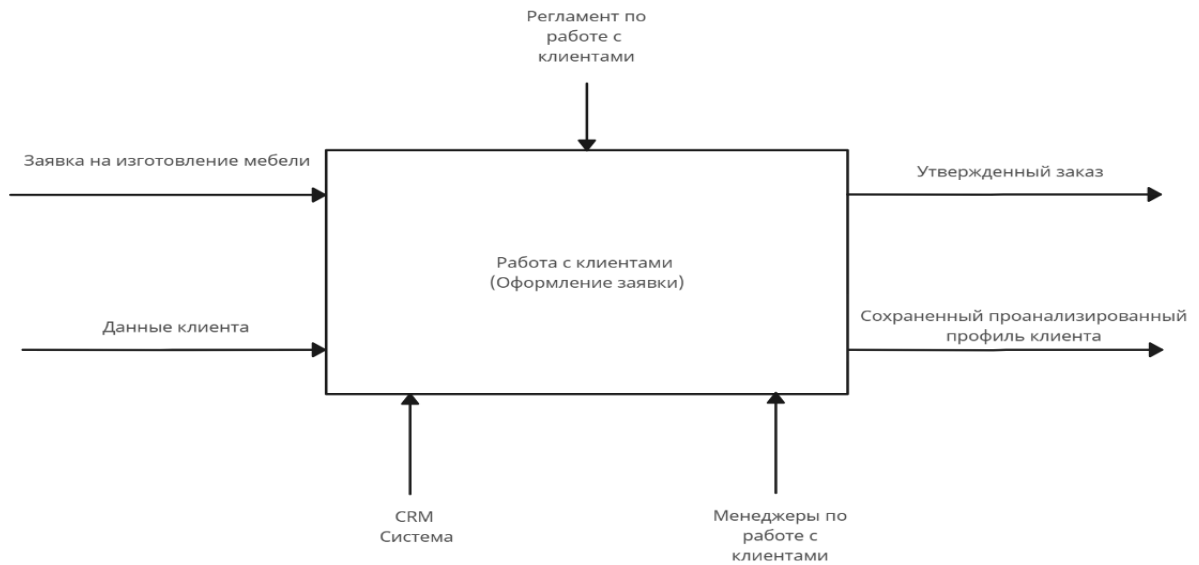 Регламент по
работе с
клиентами
Заявка на изготовление мебели
Утвержденный заказ
Работа с клиентами
(Оформление заявки)
Данные клиента
Сохраненный проанализированный
профиль клиента
CRM
Система
Менеджеры по
работе с
клиентами